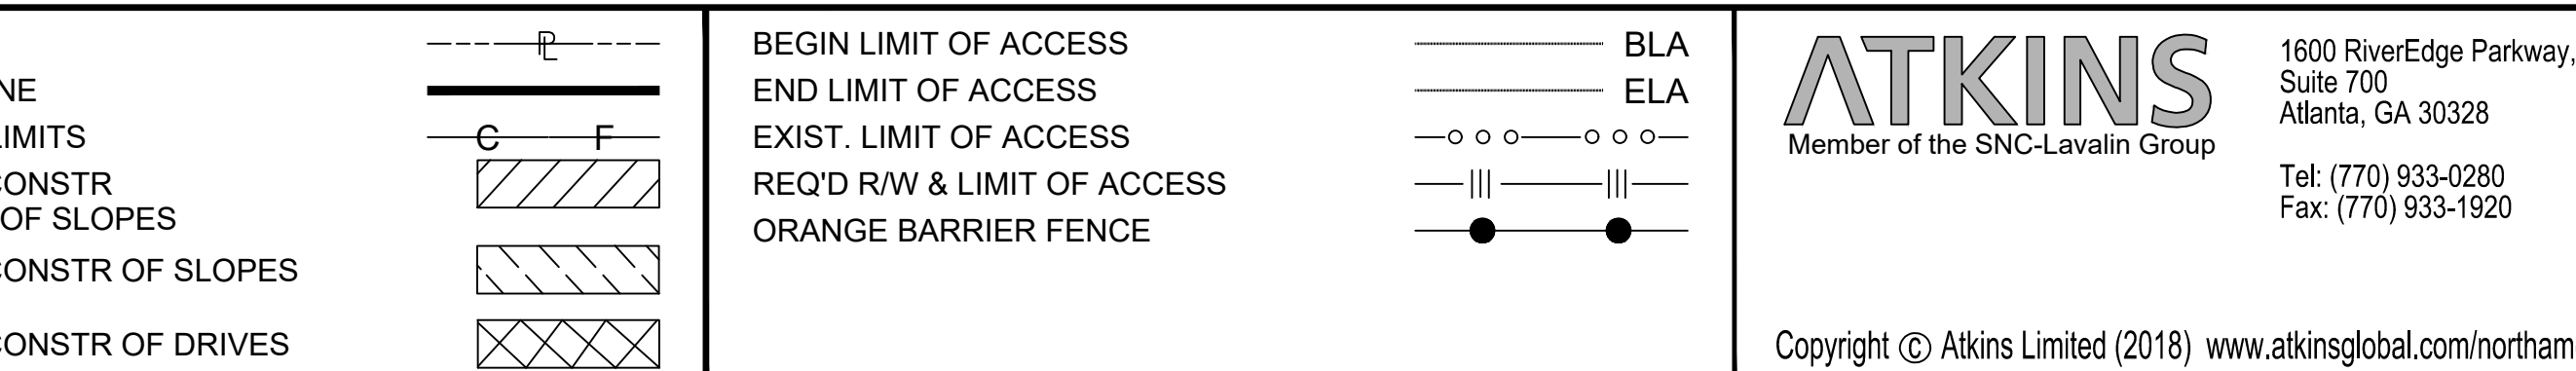 PL
NE
LIMITS
C F
CONSTR
OF SLOPES
CONSTR OF SLOPES
CONSTR OF DRIVES
BEGIN LIMIT OF ACCESS BLA
END LIMIT OF ACCESS ELA
EXIST. LIMIT OF ACCESS
REQ'D R/W & LIMIT OF ACCESS
ORANGE BARRIER FENCE
ATKINS
Member of the SNC-Lavalin Group
1600 RiverEdge Parkway,
Suite 700
Atlanta, GA 30328
Tel: (770) 933-0280
Fax: (770) 933-1920
Copyright © Atkins Limited (2018) www.atkinsglobal.com/northam